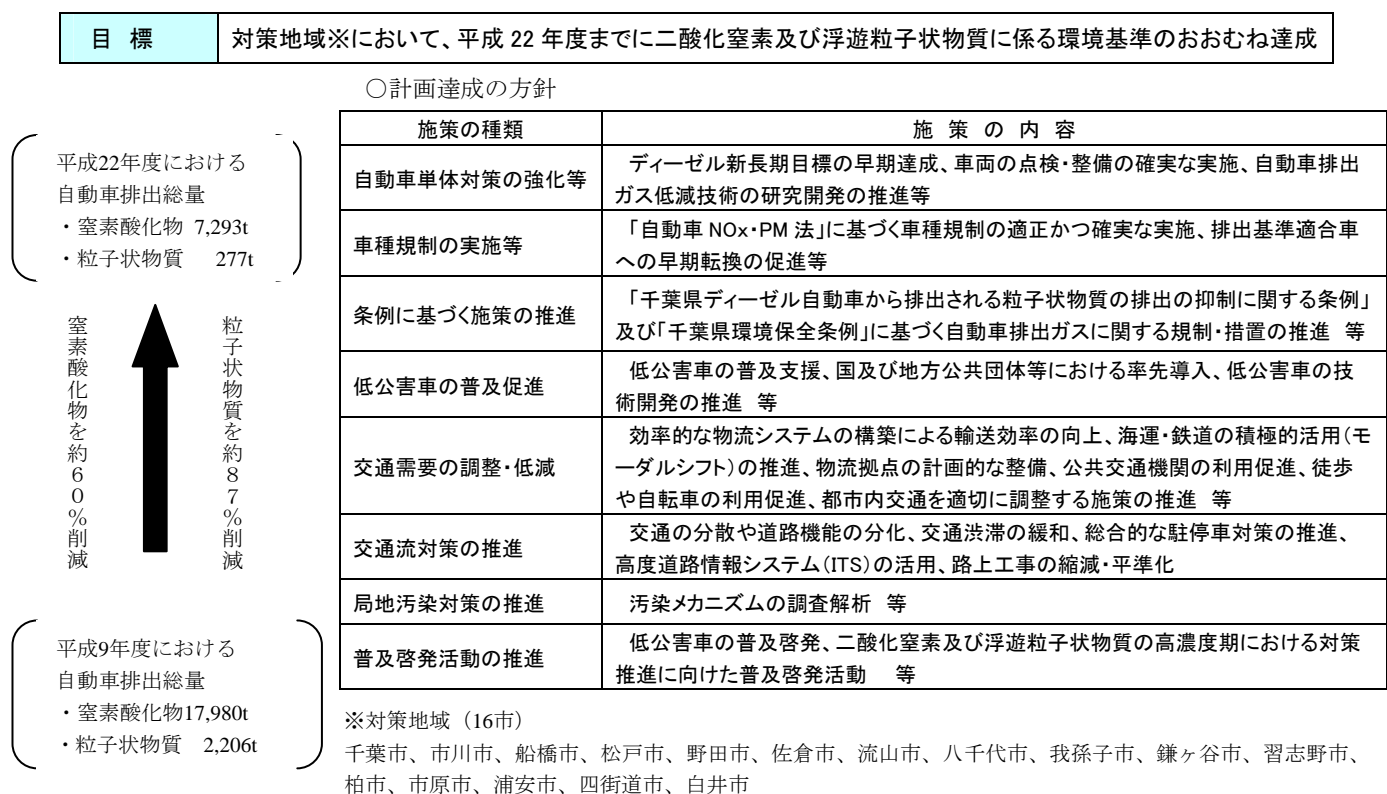 目 標
対策地域※において、平成 22 年度までに二酸化窒素及び浮遊粒子状物質に係る環境基準のおおむね達成
○計画達成の方針
平成22年度における
自動車排出総量
・窒素酸化物 7,293t
・粒子状物質 277t
窒素酸化物を約60%削減
粒子状物質を約87%削減
平成9年度における
自動車排出総量
・窒素酸化物17,980t
・粒子状物質 2,206t
施策の種類
施 策 の 内 容
自動車単体対策の強化等
ディーゼル新長期目標の早期達成、車両の点検・整備の確実な実施、自動車排出
ガス低減技術の研究開発の推進等
車種規制の実施等
「自動車 NOx・PM 法」に基づく車種規制の適正かつ確実な実施、排出基準適合車
への早期転換の促進等
条例に基づく施策の推進
「千葉県ディーゼル自動車から排出される粒子状物質の排出の抑制に関する条例」
及び「千葉県環境保全条例」に基づく自動車排出ガスに関する規制・措置の推進 等
低公害車の普及促進
低公害車の普及支援、国及び地方公共団体等における率先導入、低公害車の技
術開発の推進 等
交通需要の調整・低減
効率的な物流システムの構築による輸送効率の向上、海運・鉄道の積極的活用(モ
ーダルシフト)の推進、物流拠点の計画的な整備、公共交通機関の利用促進、徒歩
や自転車の利用促進、都市内交通を適切に調整する施策の推進 等
交通流対策の推進
交通の分散や道路機能の分化、交通渋滞の緩和、総合的な駐停車対策の推進、
高度道路情報システム(ITS)の活用、路上工事の縮減・平準化
局地汚染対策の推進
汚染メカニズムの調査解析 等
普及啓発活動の推進
低公害車の普及啓発、二酸化窒素及び浮遊粒子状物質の高濃度期における対策
推進に向けた普及啓発活動 等
※対策地域（16市）
千葉市、市川市、船橋市、松戸市、野田市、佐倉市、流山市、八千代市、我孫子市、鎌ヶ谷市、習志野市、
柏市、市原市、浦安市、四街道市、白井市